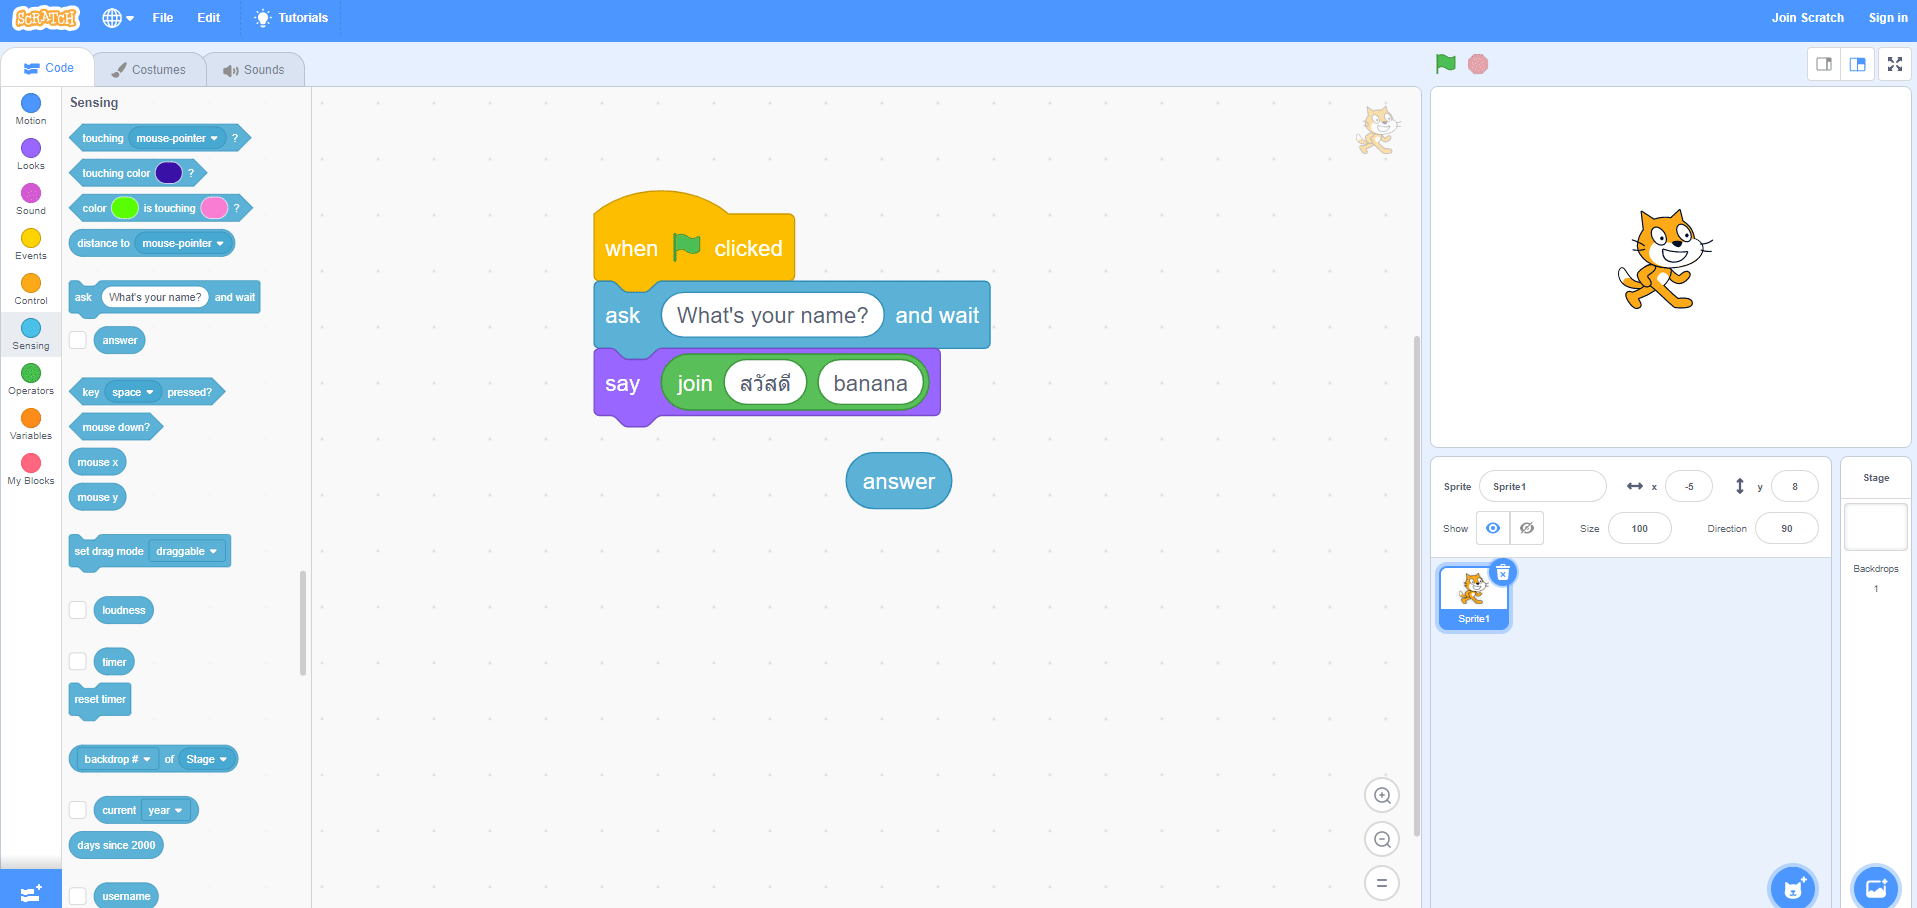 SCRATCH File Edit Tutorials Join Scratch Sign in
Code Costumes Sounds
Motion
Looks
Sound
Events
Control
Sensing
Operators
Variables
My Blocks
Sensing
touching mouse-pointer ?
touching color ?
color is touching ?
distance to mouse-pointer
ask What's your name? and wait
answer
key space pressed?
mouse down?
mouse x
mouse y
set drag mode draggable
loudness
timer
reset timer
backdrop # of Stage
current year
days since 2000
username
when clicked
ask What's your name? and wait
say join สวัสดี banana
answer
Sprite Sprite1 x -5 y 8
Show Size 100 Direction 90
Sprite1
Stage
Backdrops
1